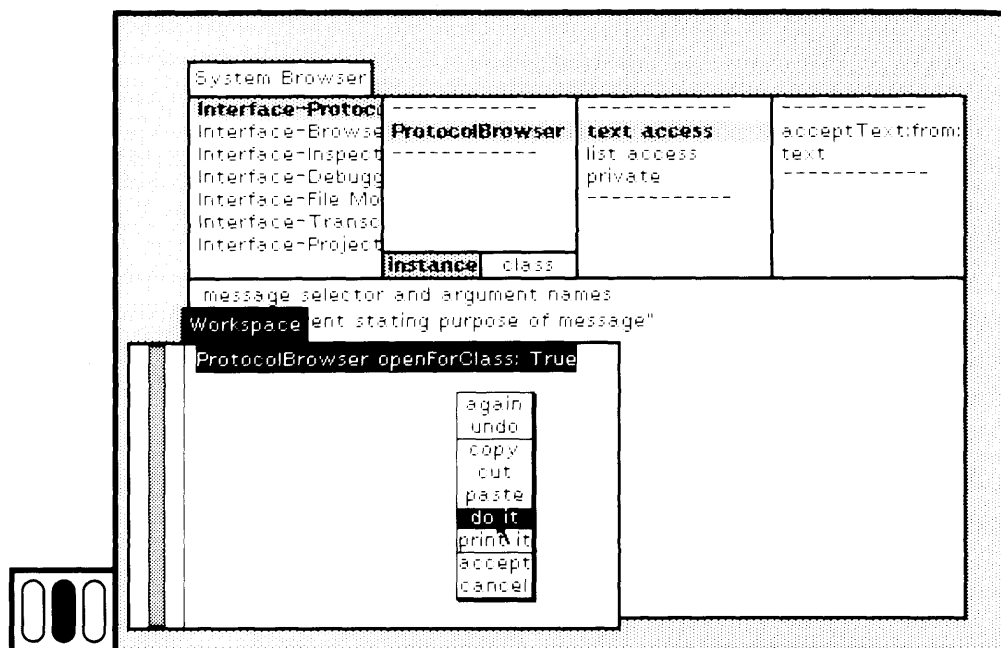 System Browser
Interface-Protoc
Interface-Browse
Interface-Inspect
Interface-Debugg
Interface-File Mo
Interface-Transc
Interface-Project
------------
ProtocolBrowser
------------
instance
class
------------
text access
list access
private
------------
------------
acceptText:from:
text
------------
message selector and argument names
ent stating purpose of message"
Workspace
ProtocolBrowser openForClass: True
again
undo
copy
cut
paste
do it
print it
accept
cancel